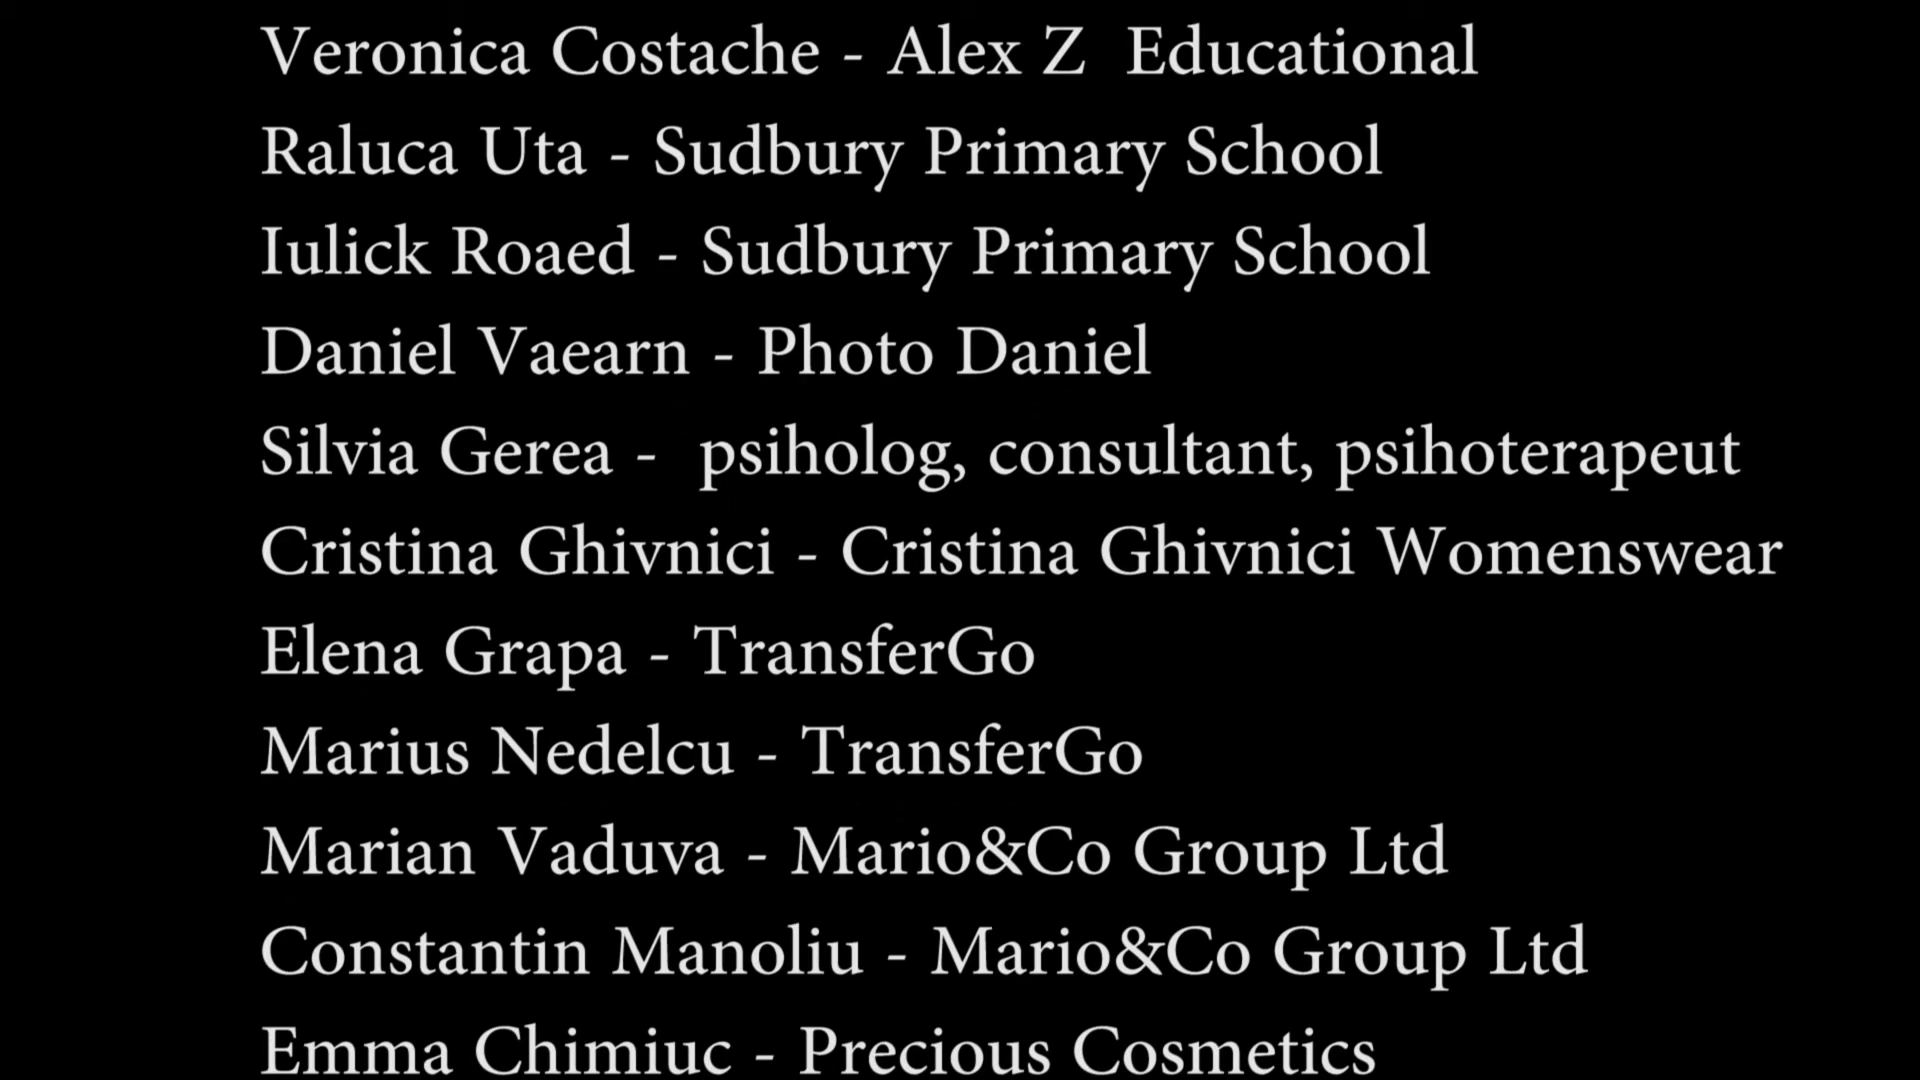 Veronica Costache - Alex Z  Educational
Raluca Uta - Sudbury Primary School
Iulick Roaed - Sudbury Primary School
Daniel Vaearn - Photo Daniel
Silvia Gerea -  psiholog, consultant, psihoterapeut
Cristina Ghivnici - Cristina Ghivnici Womenswear
Elena Grapa - TransferGo
Marius Nedelcu - TransferGo
Marian Vaduva - Mario&Co Group Ltd
Constantin Manoliu - Mario&Co Group Ltd
Emma Chimiuc - Precious Cosmetics